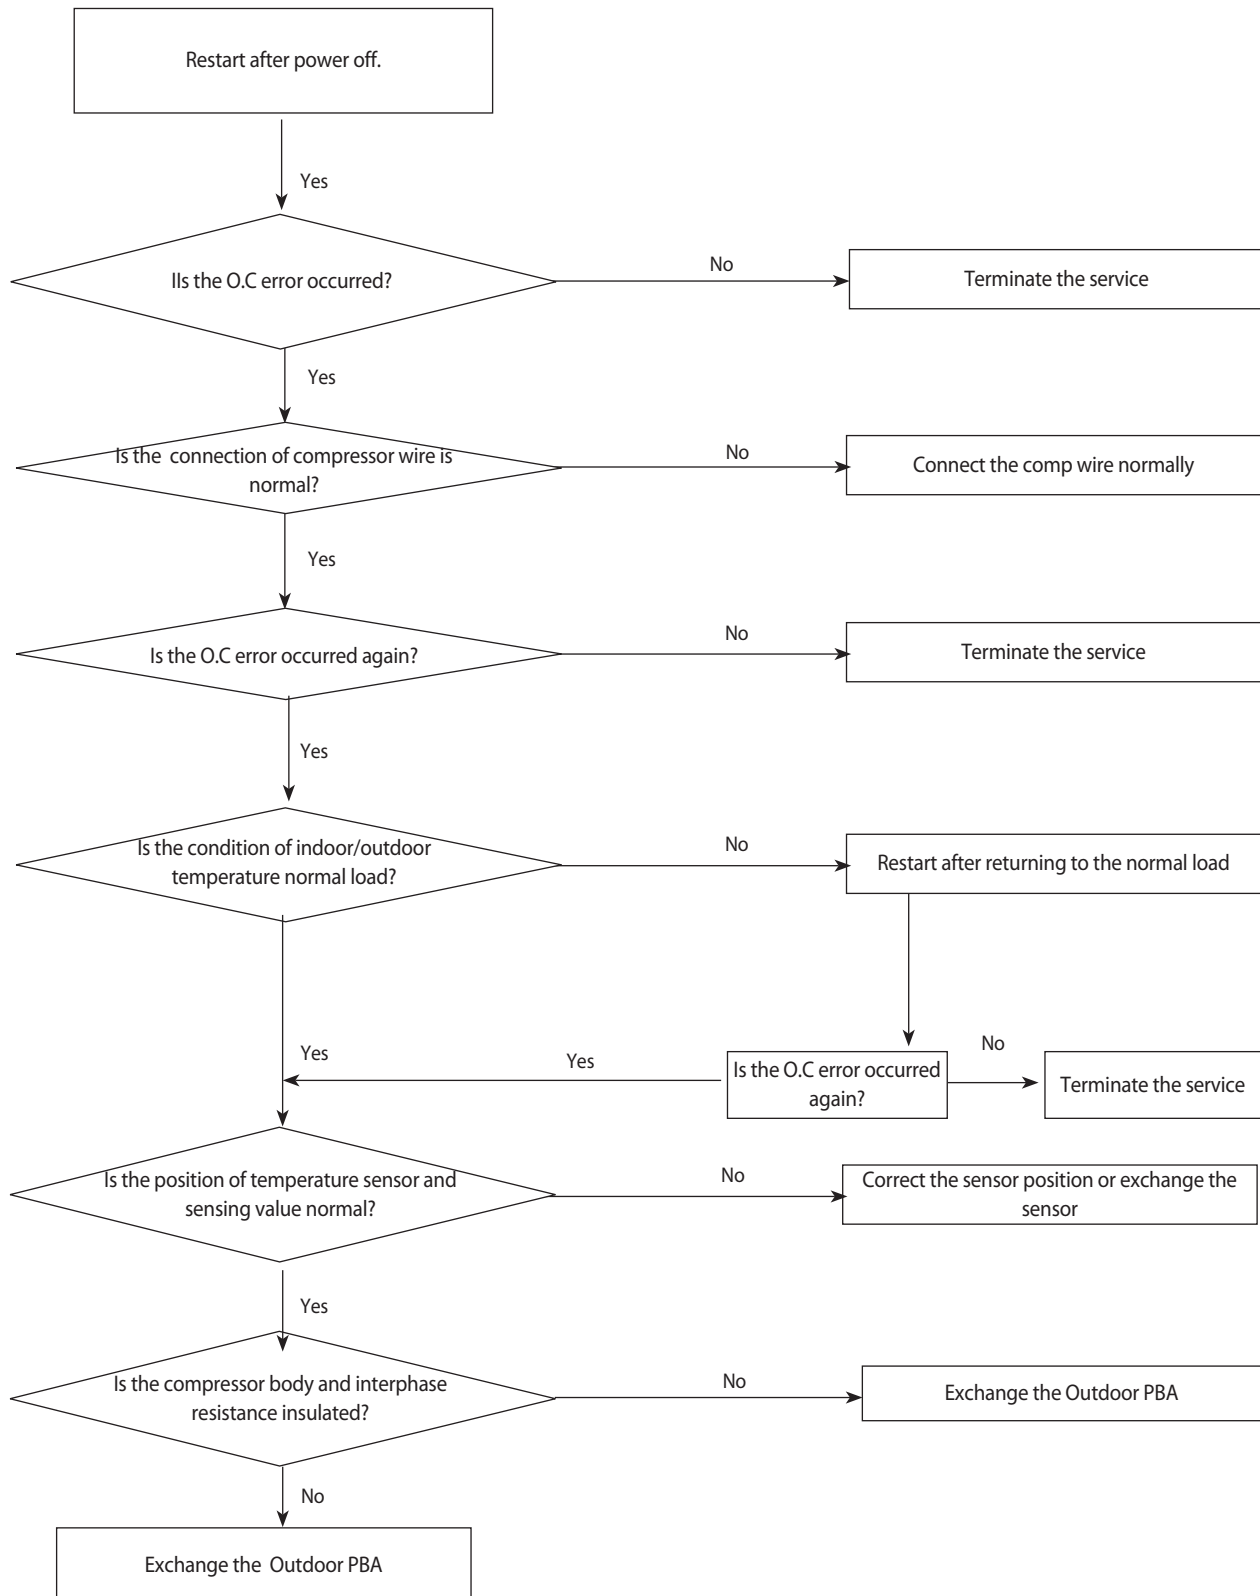 Restart after power off.
Yes
IIs the O.C error occurred?
No
Terminate the service
Yes
Is the connection of compressor wire is
normal?
No
Connect the comp wire normally
Yes
Is the O.C error occurred again?
No
Terminate the service
Yes
Is the condition of indoor/outdoor
temperature normal load?
No
Restart after returning to the normal load
Yes
Yes
Is the O.C error occurred
again?
No
Terminate the service
Is the position of temperature sensor and
sensing value normal?
No
Correct the sensor position or exchange the
sensor
Yes
Is the compressor body and interphase
resistance insulated?
No
Exchange the Outdoor PBA
No
Exchange the Outdoor PBA